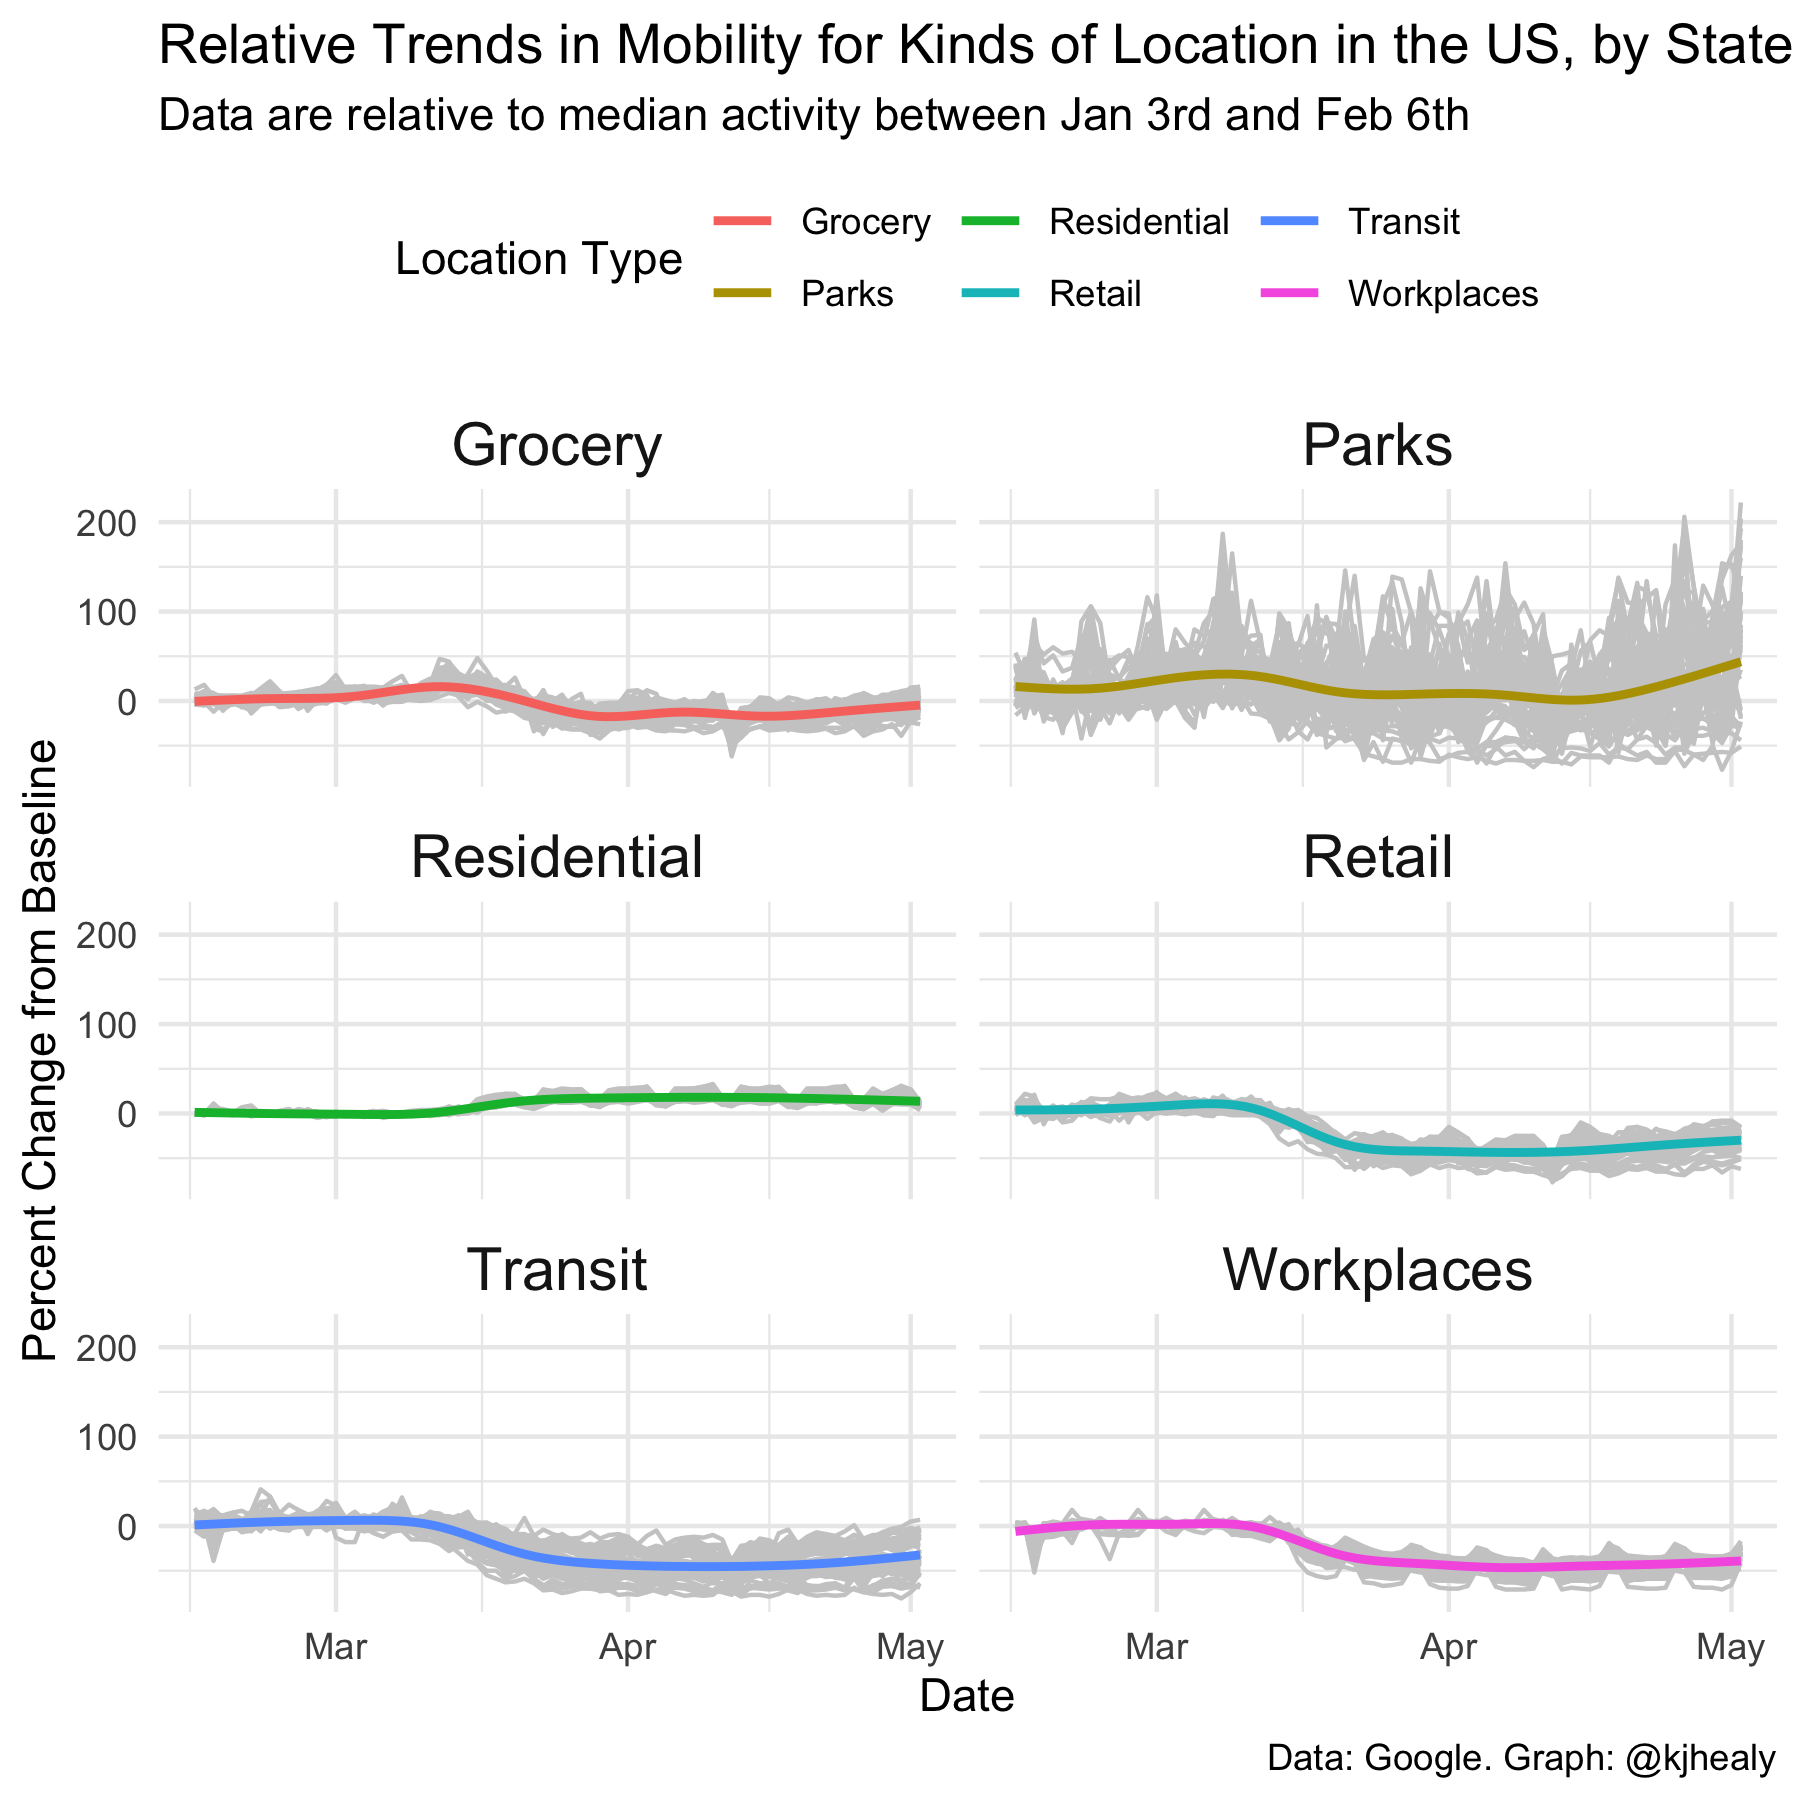 Relative Trends in Mobility for Kinds of Location in the US, by State
Data are relative to median activity between Jan 3rd and Feb 6th
Location Type
Grocery
Residential
Transit
Parks
Retail
Workplaces
Grocery
Parks
200
100
0
Residential
Retail
200
100
0
Transit
Workplaces
200
100
0
Percent Change from Baseline
Mar
Apr
May
Mar
Apr
May
Date
Data: Google. Graph: @kjhealy